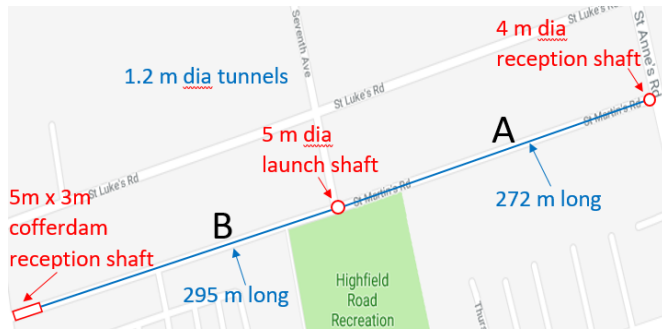 St Luke's Rd
St Anne's Rd
4 m dia
reception shaft
Seventh Ave
1.2 m dia tunnels
St Luke's Rd
St Martin's Rd
A
5 m dia
launch shaft
St Luke's Rd
St Martin's Rd
272 m long
5m x 3m
cofferdam
reception shaft
B
295 m long
Highfield
Road
Recreation